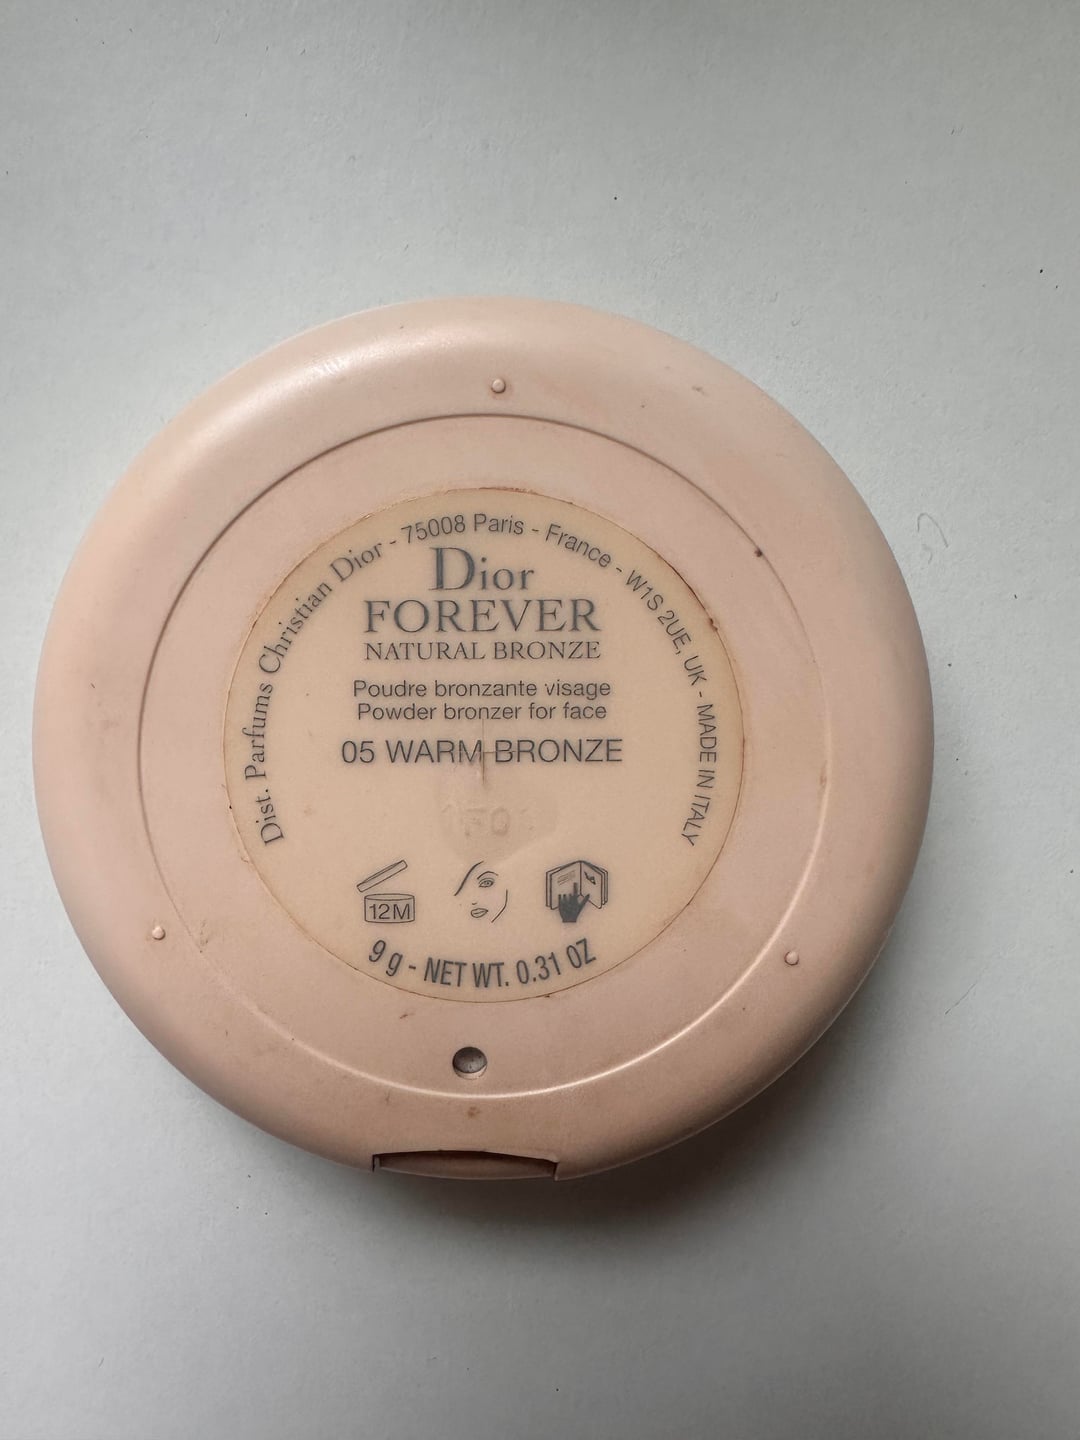 Dist. Parfums Christian Dior - 75008 Paris - France - W1S 2UE, UK - MADE IN ITALY
Dior
FOREVER
NATURAL BRONZE
Poudre bronzante visage
Powder bronzer for face
05 WARM BRONZE
12M
9 g - NET WT. 0.31 OZ